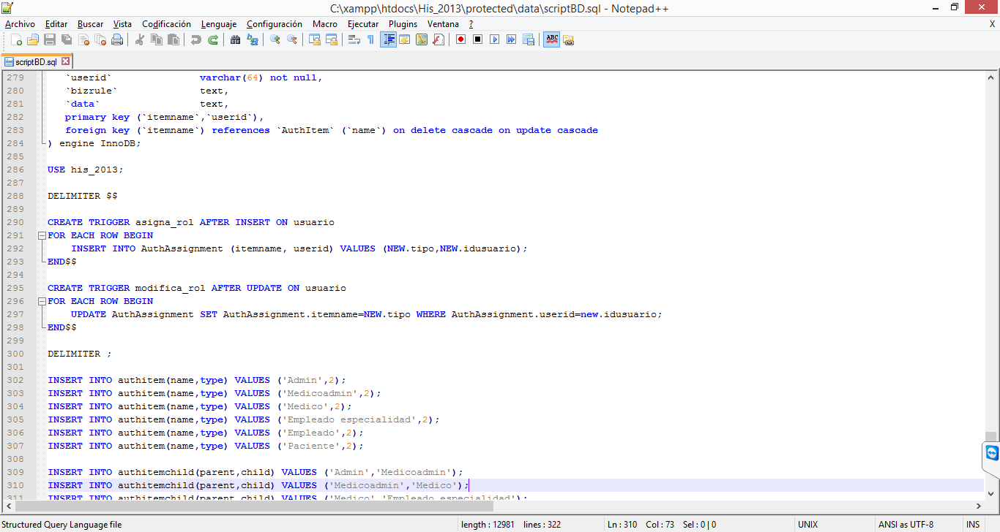 C:\xampp\htdocs\His_2013\protected\data\scriptBD.sql - Notepad++
Archivo Editar Buscar Vista Codificación Lenguaje Configuración Macro Ejecutar Plugins Ventana ? X
scriptBD.sql
279 `userid` varchar(64) not null,
280 `bizrule` text,
281 `data` text,
282 primary key (`itemname`,`userid`),
283 foreign key (`itemname`) references `AuthItem` (`name`) on delete cascade on update cascade
284 ) engine InnoDB;
285
286 USE his_2013;
287
288 DELIMITER $$
289
290 CREATE TRIGGER asigna_rol AFTER INSERT ON usuario
291 FOR EACH ROW BEGIN
292 INSERT INTO AuthAssignment (itemname, userid) VALUES (NEW.tipo,NEW.idusuario);
293 END$$
294
295 CREATE TRIGGER modifica_rol AFTER UPDATE ON usuario
296 FOR EACH ROW BEGIN
297 UPDATE AuthAssignment SET AuthAssignment.itemname=NEW.tipo WHERE AuthAssignment.userid=new.idusuario;
298 END$$
299
300 DELIMITER ;
301
302 INSERT INTO authitem(name,type) VALUES ('Admin',2);
303 INSERT INTO authitem(name,type) VALUES ('Medicoadmin',2);
304 INSERT INTO authitem(name,type) VALUES ('Medico',2);
305 INSERT INTO authitem(name,type) VALUES ('Empleado especialidad',2);
306 INSERT INTO authitem(name,type) VALUES ('Empleado',2);
307 INSERT INTO authitem(name,type) VALUES ('Paciente',2);
308
309 INSERT INTO authitemchild(parent,child) VALUES ('Admin','Medicoadmin');
310 INSERT INTO authitemchild(parent,child) VALUES ('Medicoadmin','Medico');
311 INSERT INTO authitemchild(parent,child) VALUES ('Medico','Empleado especialidad');
Structured Query Language file length : 12981 lines : 322 Ln : 310 Col : 73 Sel : 0 | 0 UNIX ANSI as UTF-8 INS